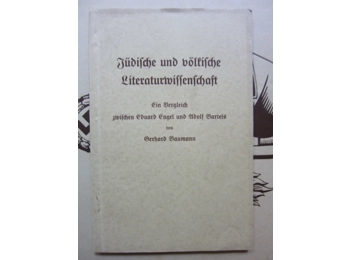 Jüdische und völkische
Literaturwissenschaft
Ein Vergleich
zwischen Eduard Engel und Adolf Bartels
von
Gerhard Baumann